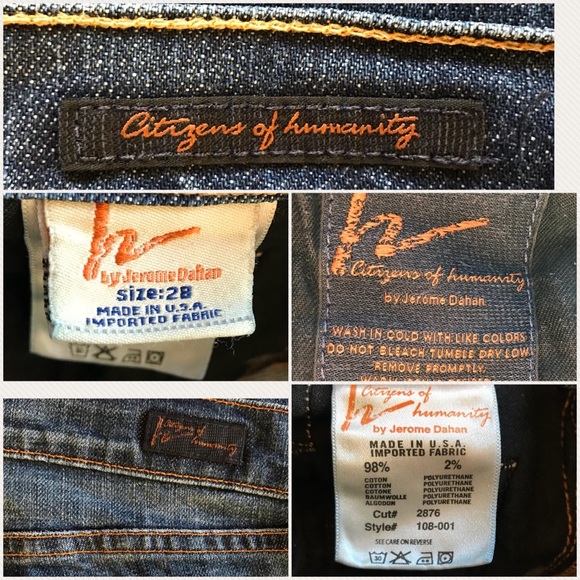 Citizens of humanity
h
by Jerome Dahan
size:28
MADE IN U.S.A.
IMPORTED FABRIC
h
Citizens of humanity
by Jerome Dahan
WASH IN COLD WITH LIKE COLORS
DO NOT BLEACH TUMBLE DRY LOW
REMOVE PROMPTLY.
h citizens of
humanity
h citizens of
humanity
by Jerome Dahan
MADE IN U.S.A.
IMPORTED FABRIC
98% 2%
COTON POLYURETHANE
COTTON POLYURETHANE
COTONE POLIURETHANE
BAUMWOLLE POLYURETHANE
ALGODON POLYURETHANE
Cut# 2876
Style# 108-001
SEE CARE ON REVERSE
30